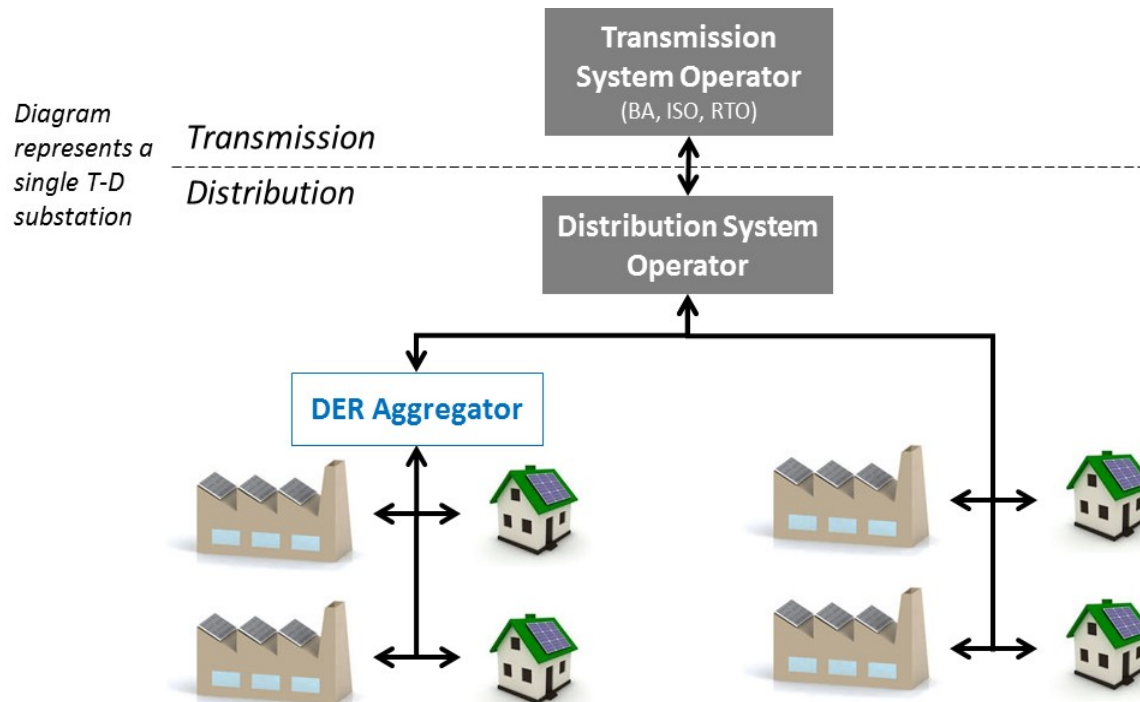 Transmission
System Operator
(BA, ISO, RTO)
Diagram
represents a
single T-D
substation
Transmission
Distribution
Distribution System
Operator
DER Aggregator